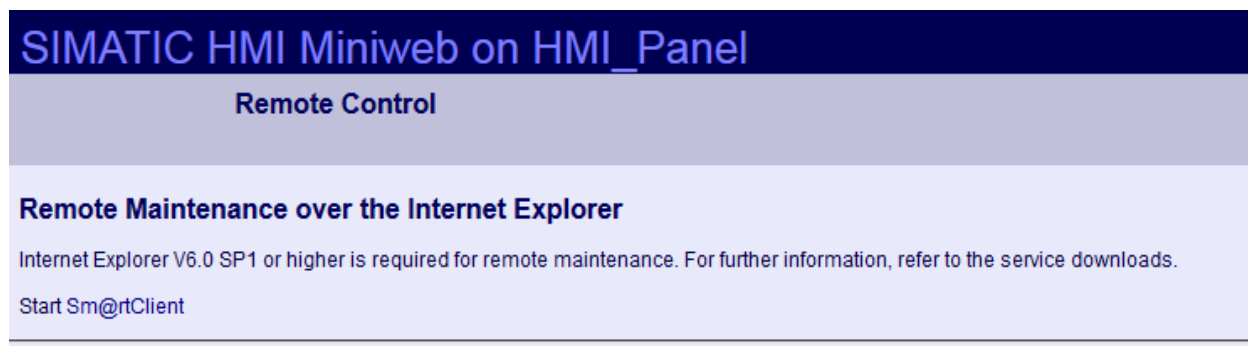 SIMATIC HMI Miniweb on HMI_Panel
Remote Control
Remote Maintenance over the Internet Explorer
Internet Explorer V6.0 SP1 or higher is required for remote maintenance. For further information, refer to the service downloads.
Start Sm@rtClient